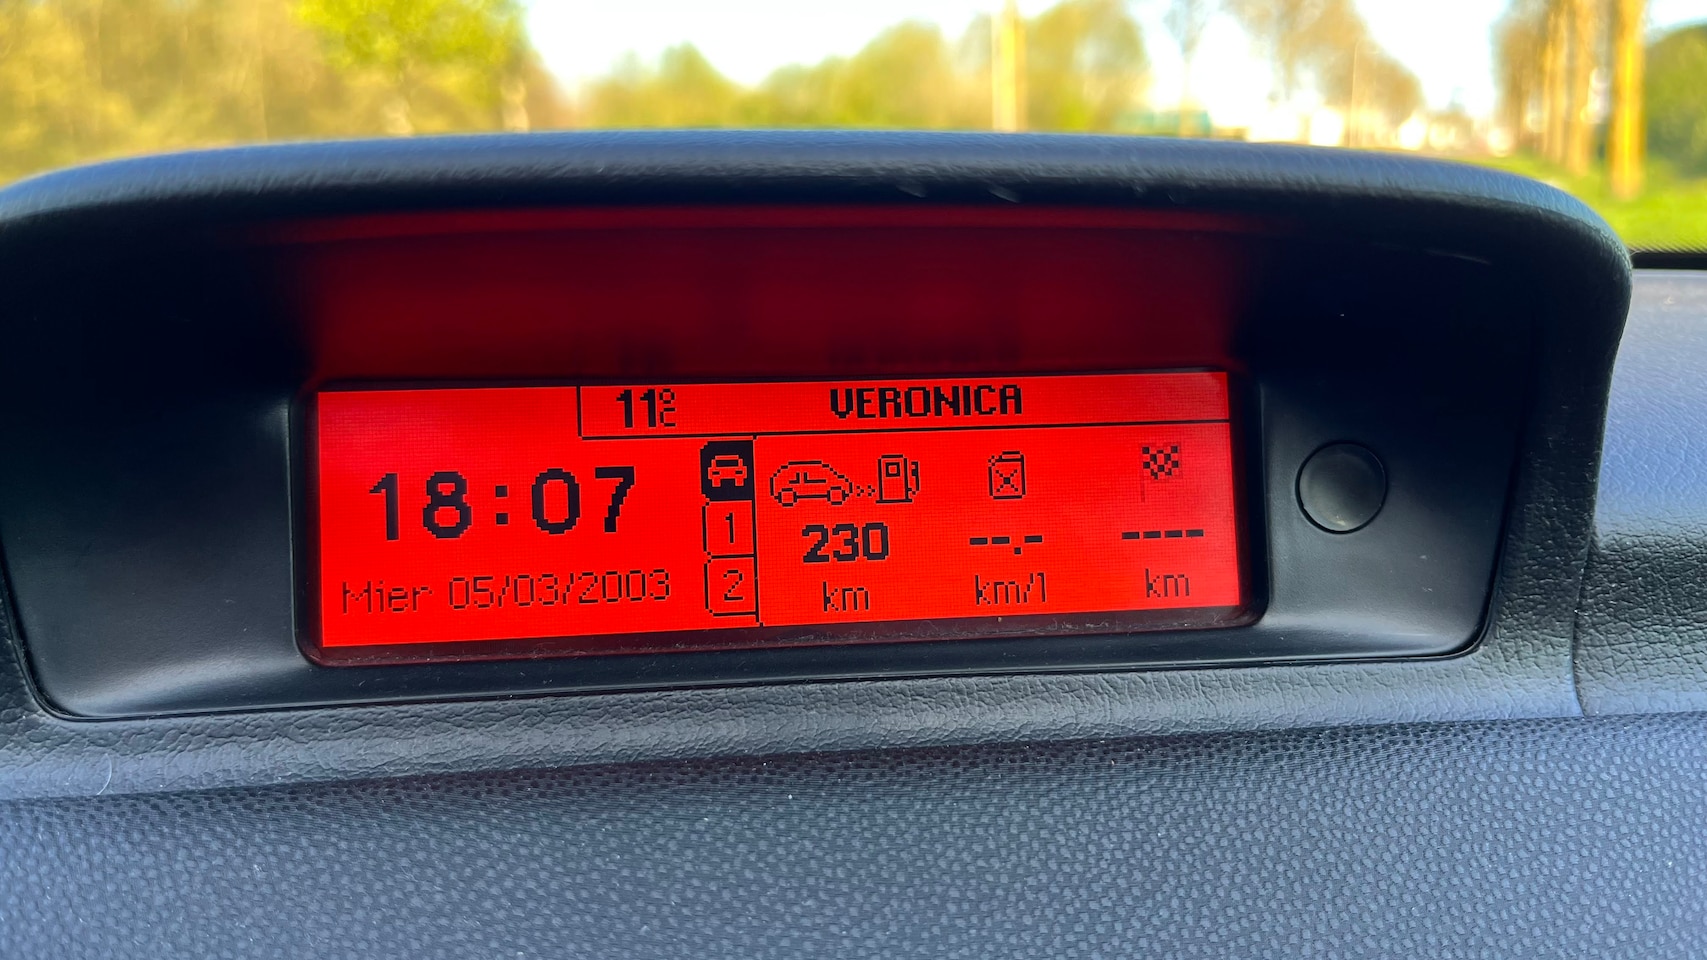 11°C VERONICA
18:07
Mier 05/03/2003
1
2
230 --.- ----
km km/l km